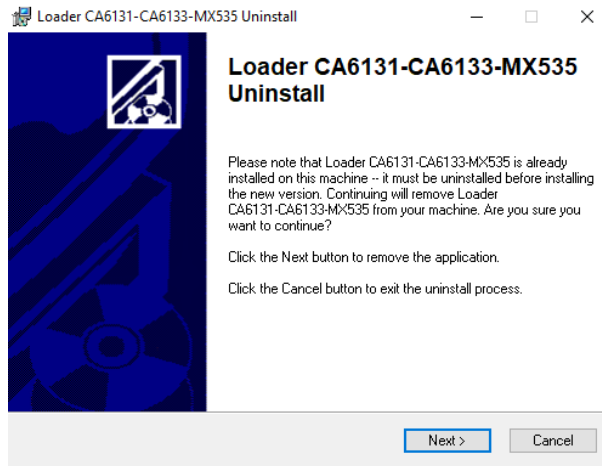 Loader CA6131-CA6133-MX535 Uninstall
Loader CA6131-CA6133-MX535
Uninstall
Please note that Loader CA6131-CA6133-MX535 is already
installed on this machine -- it must be uninstalled before installing
the new version. Continuing will remove Loader
CA6131-CA6133-MX535 from your machine. Are you sure you
want to continue?
Click the Next button to remove the application.
Click the Cancel button to exit the uninstall process.
Next >
Cancel